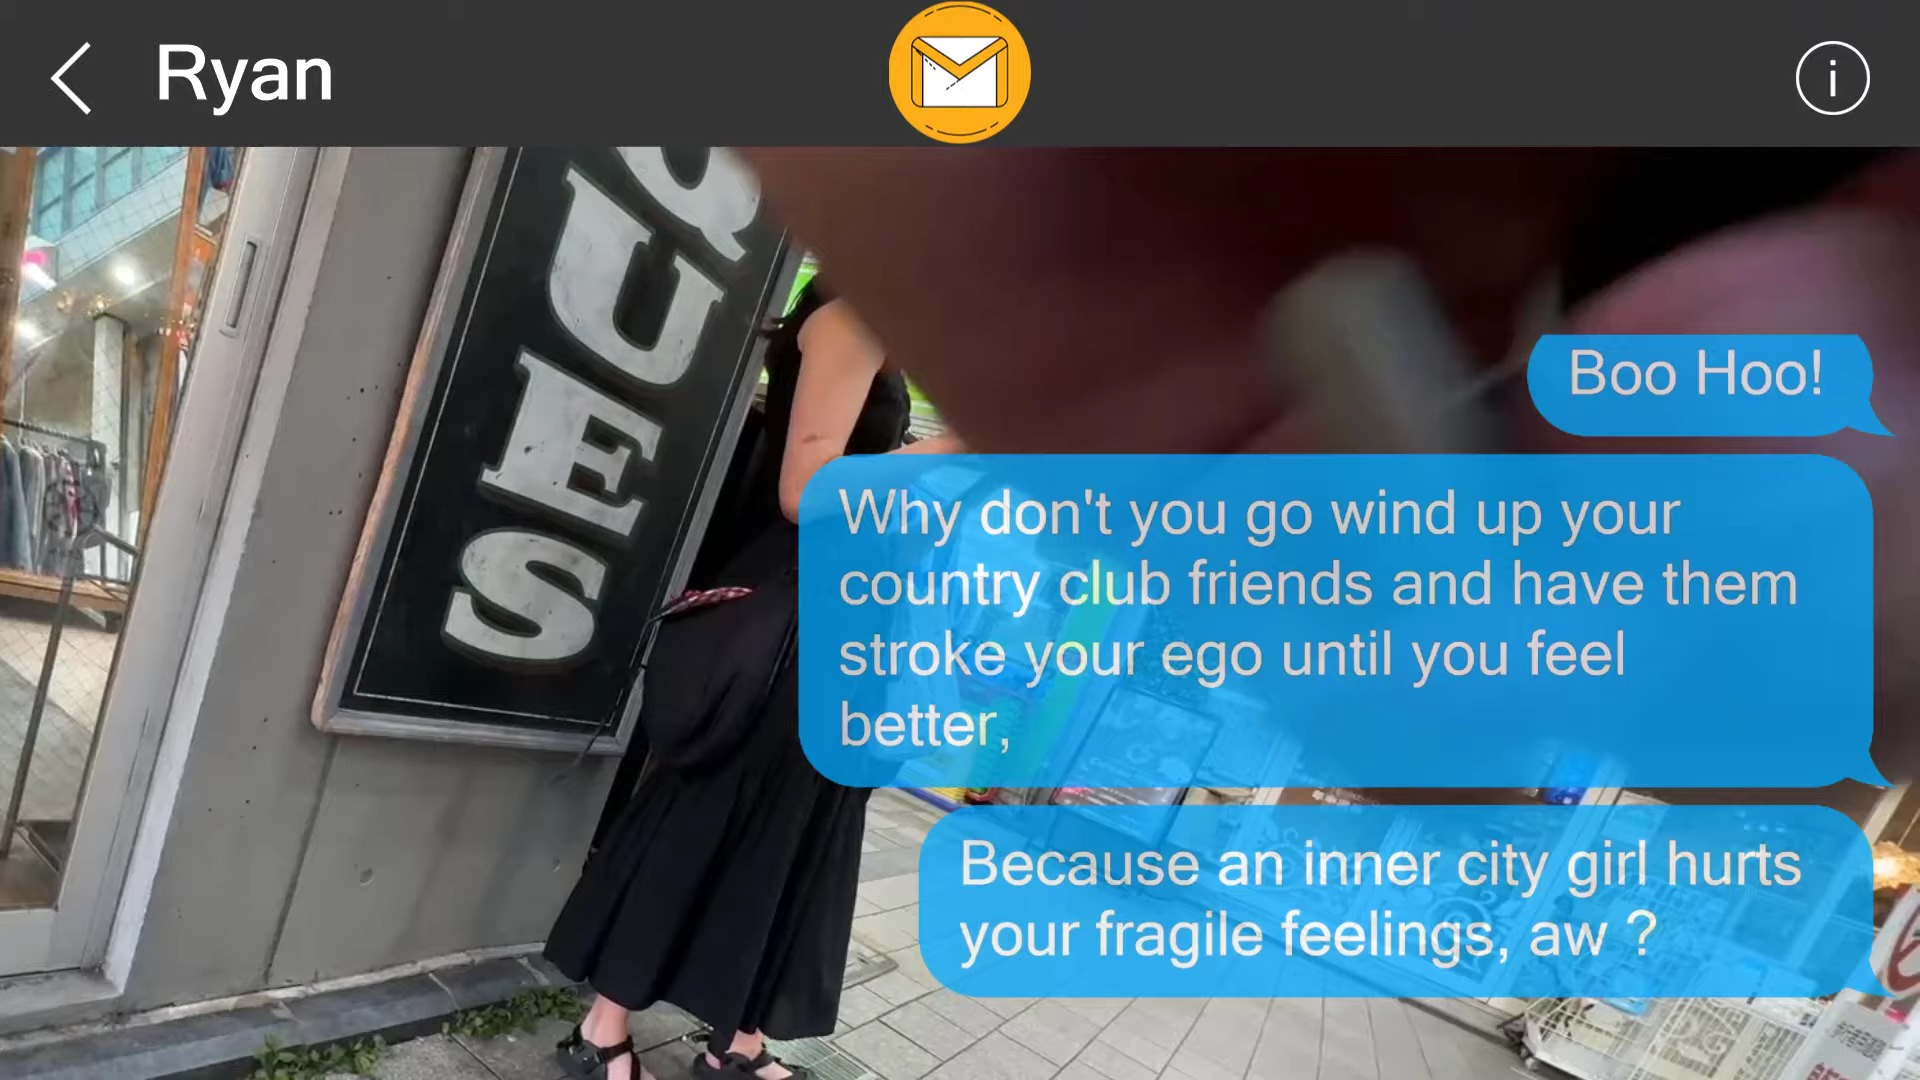 Ryan
QUES
Boo Hoo!
Why don't you go wind up your
country club friends and have them
stroke your ego until you feel
better,
Because an inner city girl hurts
your fragile feelings, aw ?